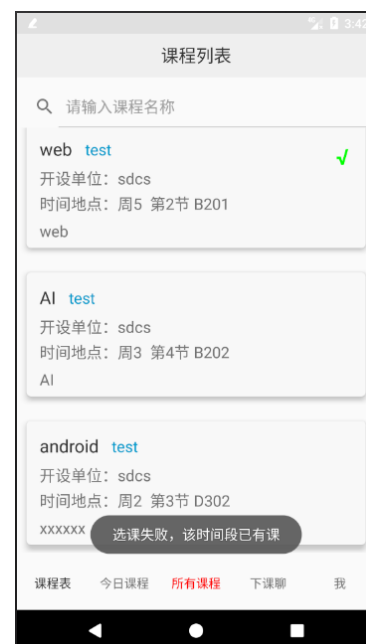 3:42
课程列表
请输入课程名称
web test
√
开设单位：sdcs
时间地点：周5 第2节 B201
web
AI test
开设单位：sdcs
时间地点：周3 第4节 B202
AI
android test
开设单位：sdcs
时间地点：周2 第3节 D302
xxxxxx
选课失败，该时间段已有课
课程表 今日课程 所有课程 下课聊 我